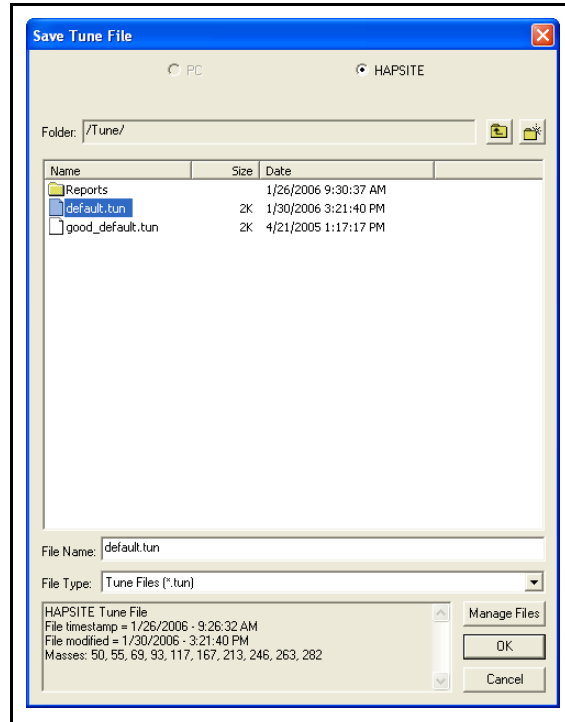 Save Tune File
PC HAPSITE
Folder: /Tune/
Name Size Date
Reports 1/26/2006 9:30:37 AM
default.tun 2K 1/30/2006 3:21:40 PM
good_default.tun 2K 4/21/2005 1:17:17 PM
File Name: default.tun
File Type: Tune Files (*.tun)
HAPSITE Tune File
File timestamp = 1/26/2006 - 9:26:32 AM
File modified = 1/30/2006 - 3:21:40 PM
Masses: 50, 55, 69, 93, 117, 167, 213, 246, 263, 282
Manage Files
OK
Cancel